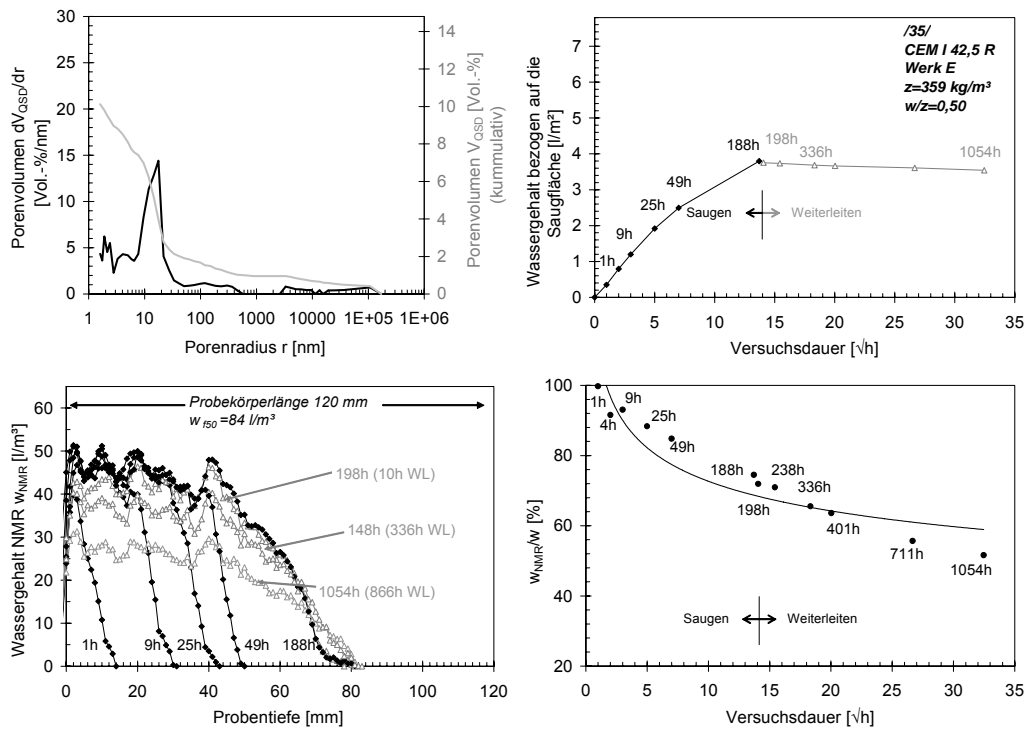 30
25
20
15
10
5
0
Porenvolumen dV_QSD/dr
[Vol.-%/nm]
14
12
10
8
6
4
2
0
Porenvolumen V_QSD [Vol.-%]
(kummulativ)
1 10 100 1000 10000 1E+05 1E+06
Porenradius r [nm]
7
6
5
4
3
2
1
0
Wassergehalt bezogen auf die
Saugfläche [l/m²]
/35/
CEM I 42,5 R
Werk E
z=359 kg/m³
w/z=0,50
1h
9h
25h
49h
188h
198h
336h
1054h
Saugen Weiterleiten
0 5 10 15 20 25 30 35
Versuchsdauer [√h]
60
50
40
30
20
10
0
Wassergehalt NMR w_NMR [l/m³]
Probekörperlänge 120 mm
w_f50 =84 l/m³
198h (10h WL)
148h (336h WL)
1054h (866h WL)
1h 9h 25h 49h 188h
0 20 40 60 80 100 120
Probentiefe [mm]
100
80
60
40
20
w_NMR/w [%]
1h
4h
9h
25h
49h
188h
198h
238h
336h
401h
711h
1054h
Saugen Weiterleiten
0 5 10 15 20 25 30 35
Versuchsdauer [√h]